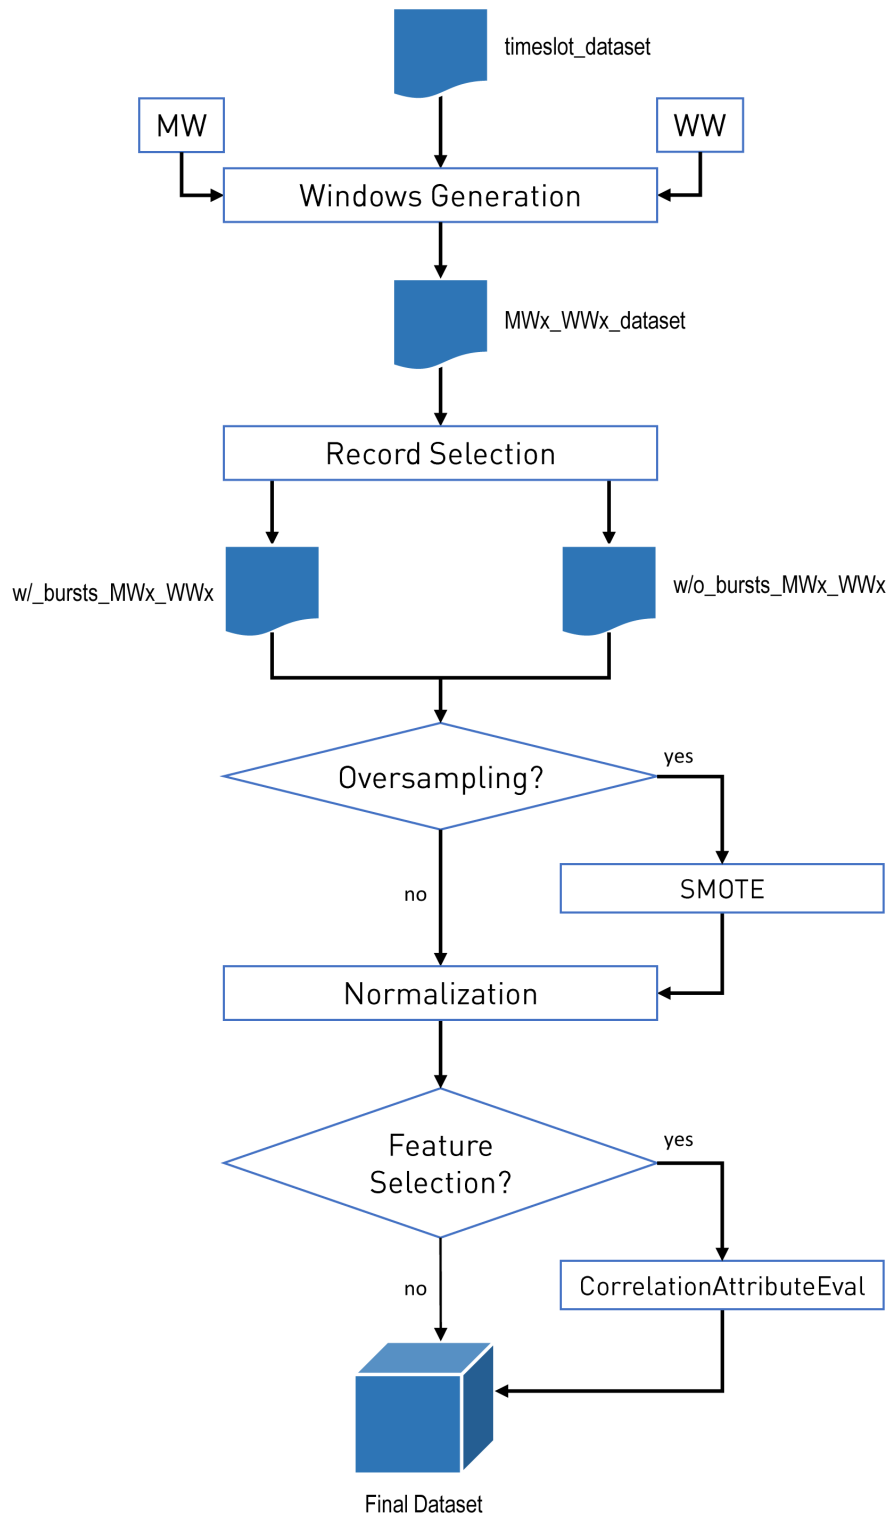 timeslot_dataset
MW
WW
Windows Generation
MWx_WWx_dataset
Record Selection
w/_bursts_MWx_WWx
w/o_bursts_MWx_WWx
Oversampling?
yes
no
SMOTE
Normalization
Feature
Selection?
yes
no
CorrelationAttributeEval
Final Dataset